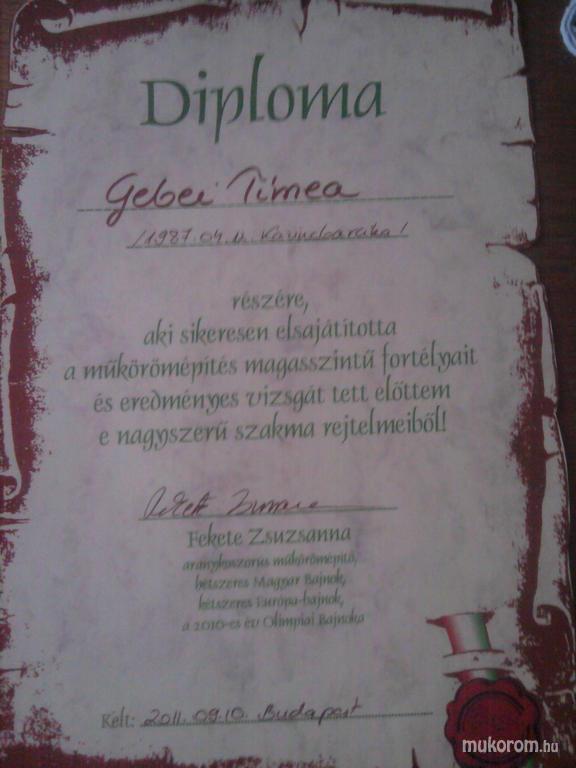 Diploma
Gebei Tímea
/1987.04.11. Kazincbarcika/
részére,
aki sikeresen elsajátította
a műkörömépítés magasszintű fortélyait
és eredményes vizsgát tett előttem
e nagyszerű szakma rejtelmeiből!
Fekete Zsuzsanna
aranykoszorús műkörömépítő,
hétszeres Magyar Bajnok,
kétszeres Európa-bajnok,
a 2010-es év Olimpiai Bajnoka
Kelt: 2011.09.10. Budapest
mukorom.hu